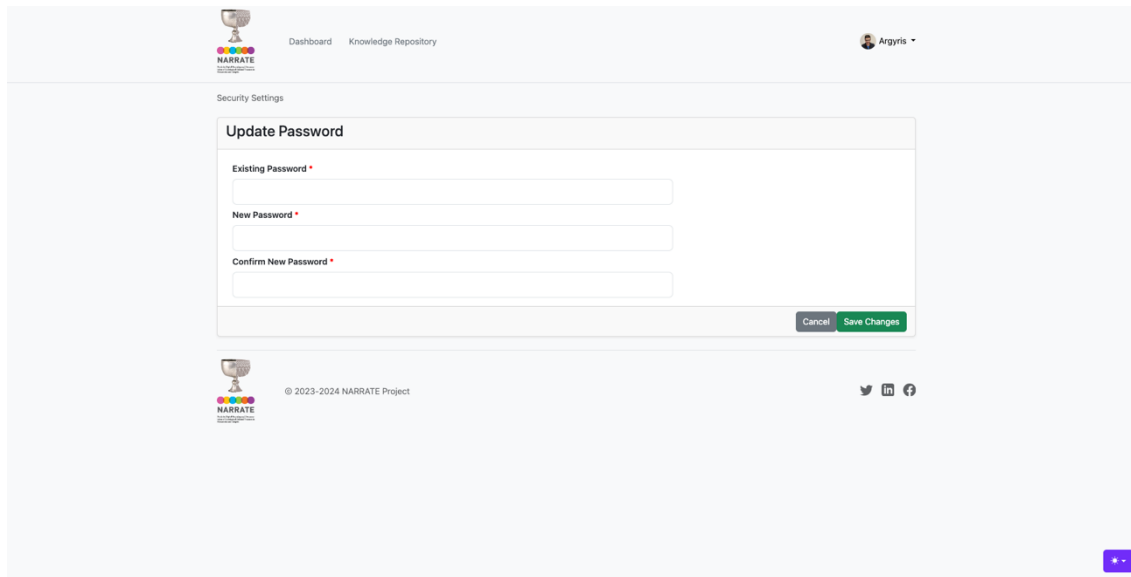 Dashboard Knowledge Repository Argyris
NARRATE
Security Settings
Update Password
Existing Password *
New Password *
Confirm New Password *
Cancel Save Changes
© 2023-2024 NARRATE Project
NARRATE